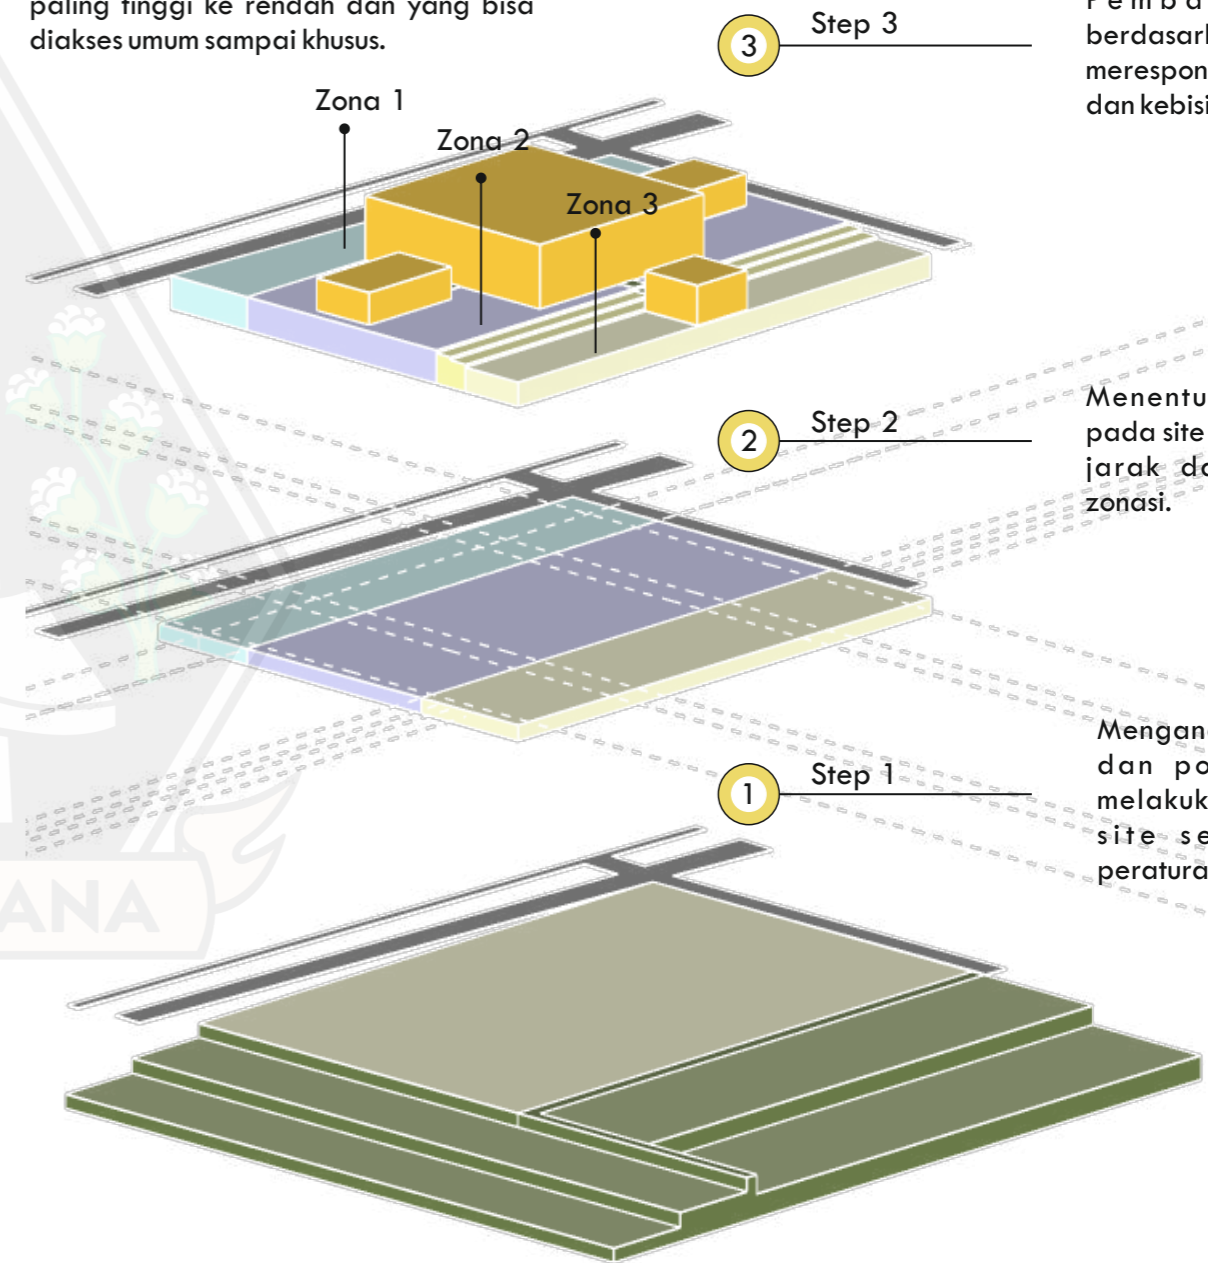 paling tinggi ke rendah dan yang bisa
diakses umum sampai khusus.
3
Step 3
berdasark
merespon
dan kebisi
Zona 1
Zona 2
Zona 3
2
Step 2
Menentu
pada site
jarak da
zonasi.
1
Step 1
Mengana
dan po
melakuk
site se
peratura
ANA